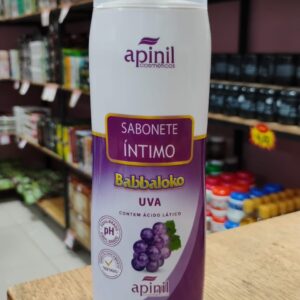 apinil
cosméticos
SABONETE
ÍNTIMO
Babbaloko
UVA
CONTÉM ÁCIDO LÁTICO
pH
apinil